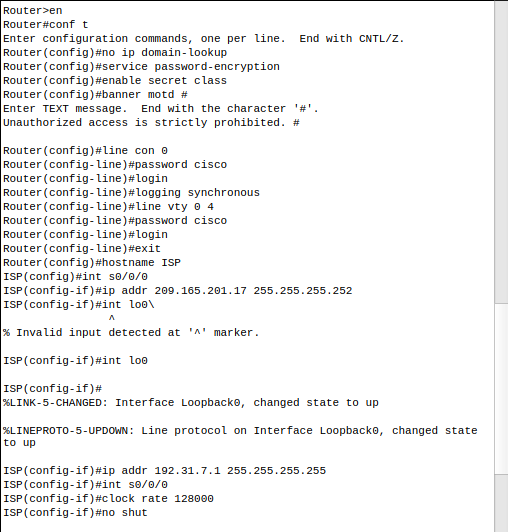 Router>en
Router#conf t
Enter configuration commands, one per line.  End with CNTL/Z.
Router(config)#no ip domain-lookup
Router(config)#service password-encryption
Router(config)#enable secret class
Router(config)#banner motd #
Enter TEXT message.  End with the character '#'.
Unauthorized access is strictly prohibited. #
Router(config)#line con 0
Router(config-line)#password cisco
Router(config-line)#login
Router(config-line)#logging synchronous
Router(config-line)#line vty 0 4
Router(config-line)#password cisco
Router(config-line)#login
Router(config-line)#exit
Router(config)#hostname ISP
ISP(config)#int s0/0/0
ISP(config-if)#ip addr 209.165.201.17 255.255.255.252
ISP(config-if)#int lo0\
^
% Invalid input detected at '^' marker.
ISP(config-if)#int lo0
ISP(config-if)#
%LINK-5-CHANGED: Interface Loopback0, changed state to up
%LINEPROTO-5-UPDOWN: Line protocol on Interface Loopback0, changed state
to up
ISP(config-if)#ip addr 192.31.7.1 255.255.255.255
ISP(config-if)#int s0/0/0
ISP(config-if)#clock rate 128000
ISP(config-if)#no shut